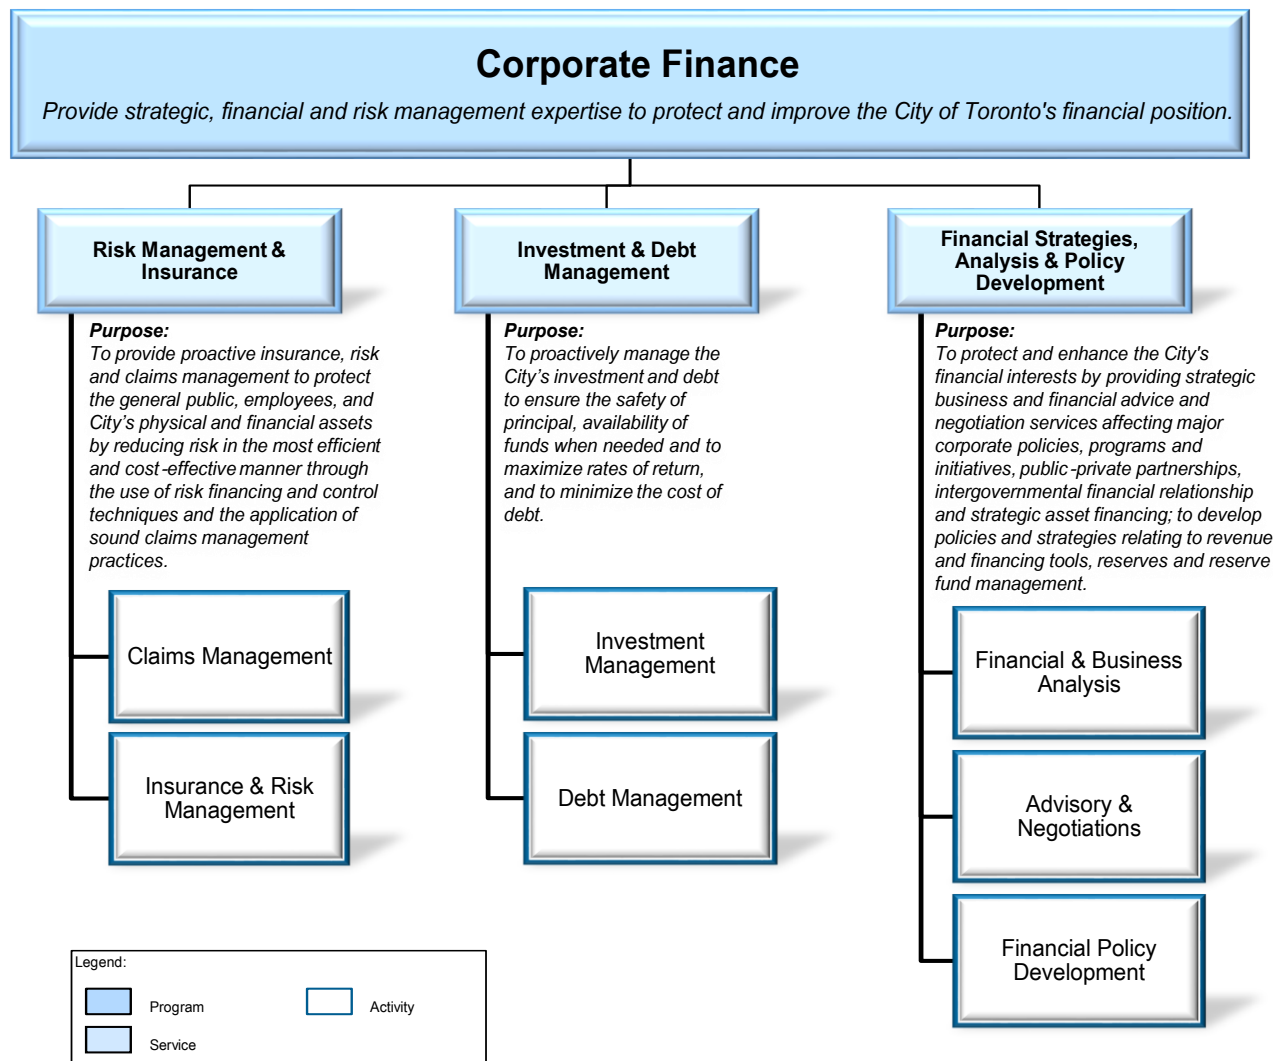 Corporate Finance
Provide strategic, financial and risk management expertise to protect and improve the City of Toronto's financial position.
Risk Management &
Insurance
Purpose:
To provide proactive insurance, risk
and claims management to protect
the general public, employees, and
City's physical and financial assets
by reducing risk in the most efficient
and cost-effective manner through
the use of risk financing and control
techniques and the application of
sound claims management
practices.
Claims Management
Insurance & Risk
Management
Investment & Debt
Management
Purpose:
To proactively manage the
City's investment and debt
to ensure the safety of
principal, availability of
funds when needed and to
maximize rates of return,
and to minimize the cost of
debt.
Investment
Management
Debt Management
Financial Strategies,
Analysis & Policy
Development
Purpose:
To protect and enhance the City's
financial interests by providing strategic
business and financial advice and
negotiation services affecting major
corporate policies, programs and
initiatives, public-private partnerships,
intergovernmental financial relationship
and strategic asset financing; to develop
policies and strategies relating to revenue
and financing tools, reserves and reserve
fund management.
Financial & Business
Analysis
Advisory &
Negotiations
Financial Policy
Development
Legend:
Program
Activity
Service